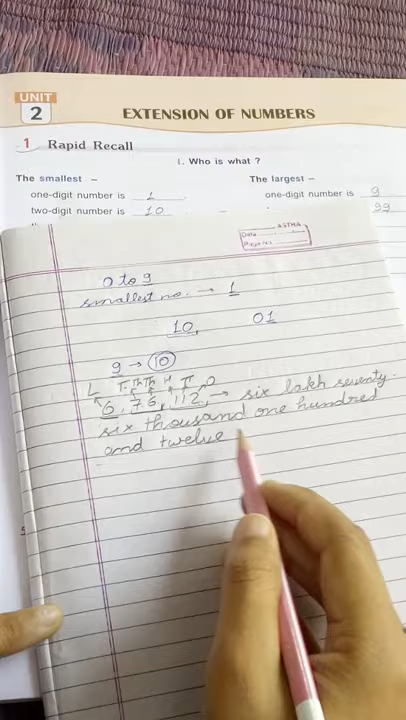 UNIT
2
EXTENSION OF NUMBERS
1 Rapid Recall
I. Who is what ?
The smallest – The largest –
one-digit number is 1 one-digit number is 9
two-digit number is 10 99
ASTHA
Date
Page No.
0 to 9
smallest no. → 1
10, 01
9 → 10
L T.Th Th H T O
6,76,112, → six lakh seventy-
six thousand one hundred
and twelve